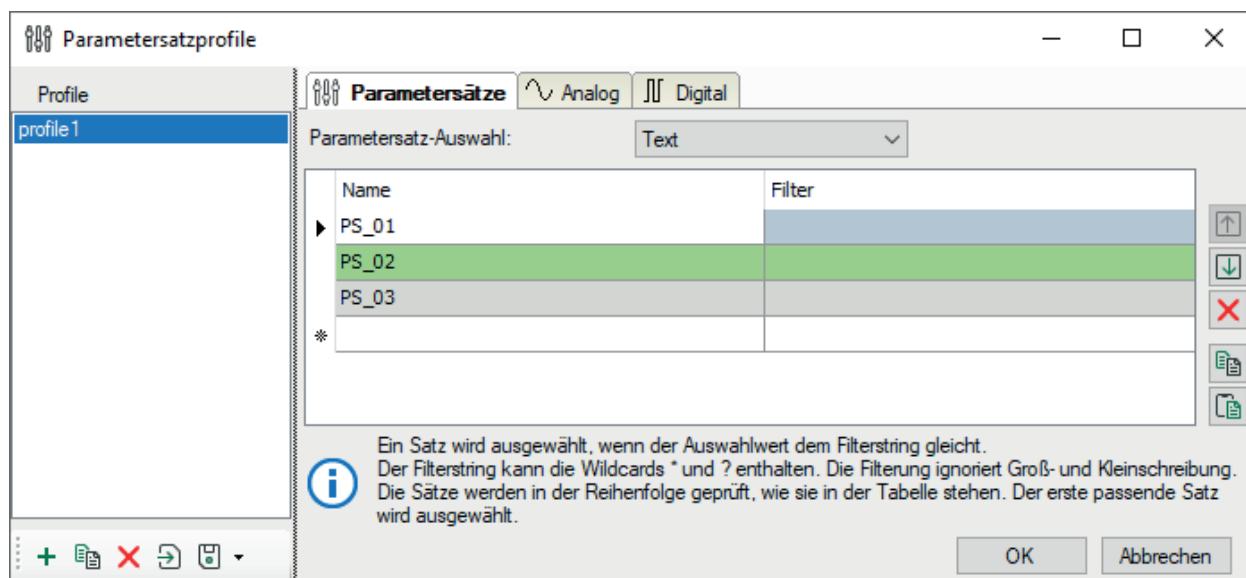 Parametersatzprofile
Profile
profile1
Parametersätze Analog Digital
Parametersatz-Auswahl: Text
Name Filter
PS_01
PS_02
PS_03
Ein Satz wird ausgewählt, wenn der Auswahlwert dem Filterstring gleicht.
Der Filterstring kann die Wildcards * und ? enthalten. Die Filterung ignoriert Groß- und Kleinschreibung.
Die Sätze werden in der Reihenfolge geprüft, wie sie in der Tabelle stehen. Der erste passende Satz
wird ausgewählt.
OK Abbrechen